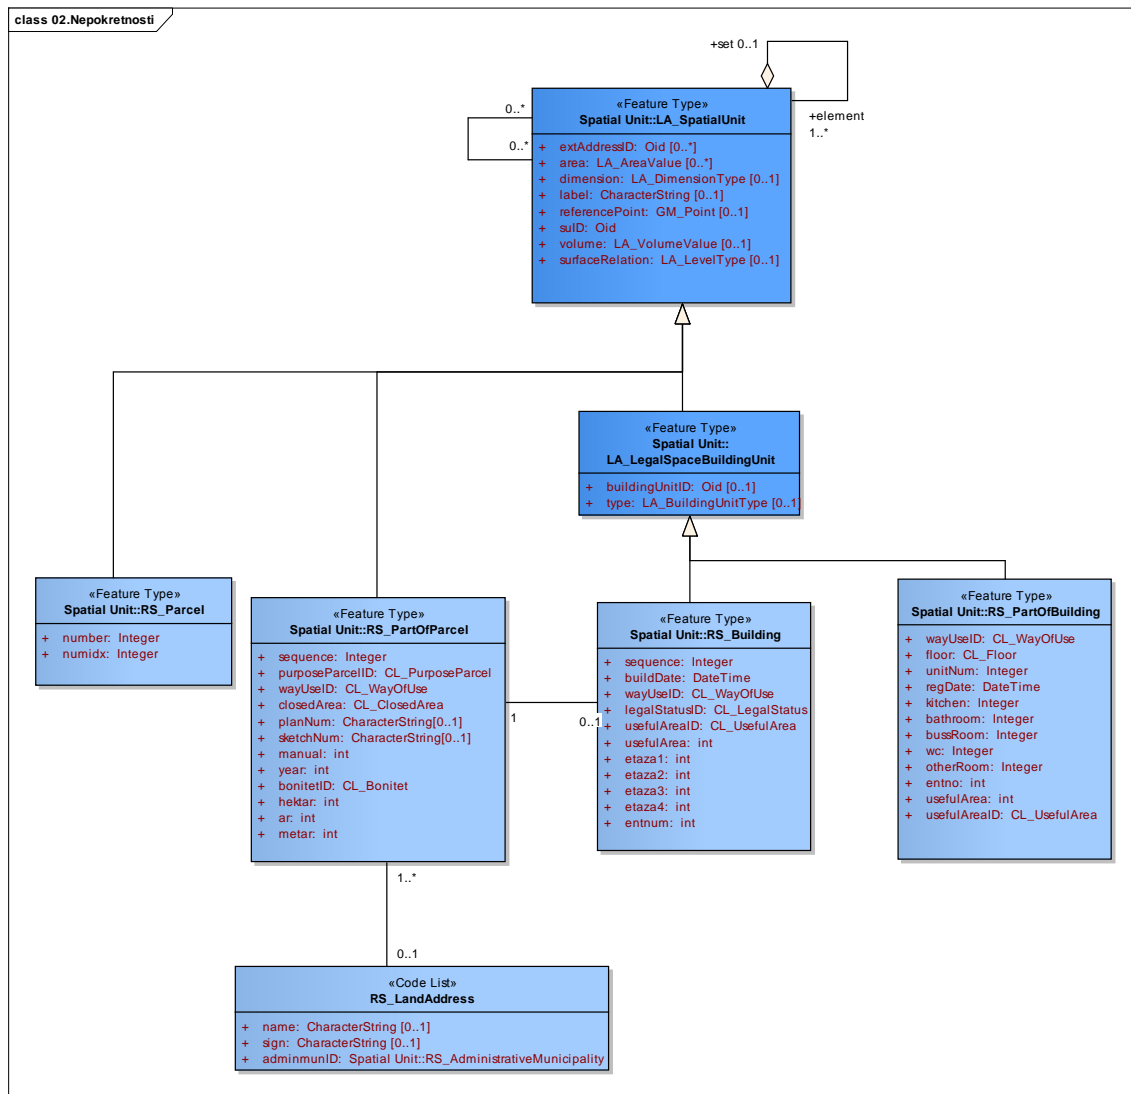 class 02.Nepokretnosti
+set 0..1
+element
1..*
0..*
0..*
«Feature Type»
Spatial Unit::LA_SpatialUnit
+ extAddressID: Oid [0..*]
+ area: LA_AreaValue [0..*]
+ dimension: LA_DimensionType [0..1]
+ label: CharacterString [0..1]
+ referencePoint: GM_Point [0..1]
+ suID: Oid
+ volume: LA_VolumeValue [0..1]
+ surfaceRelation: LA_LevelType [0..1]
«Feature Type»
Spatial Unit::
LA_LegalSpaceBuildingUnit
+ buildingUnitID: Oid [0..1]
+ type: LA_BuildingUnitType [0..1]
«Feature Type»
Spatial Unit::RS_Parcel
+ number: Integer
+ numidx: Integer
«Feature Type»
Spatial Unit::RS_PartOfParcel
+ sequence: Integer
+ purposeParcelID: CL_PurposeParcel
+ wayUseID: CL_WayOfUse
+ closedArea: CL_ClosedArea
+ planNum: CharacterString[0..1]
+ sketchNum: CharacterString[0..1]
+ manual: int
+ year: int
+ bonitetID: CL_Bonitet
+ hektar: int
+ ar: int
+ metar: int
1
0..1
«Feature Type»
Spatial Unit::RS_Building
+ sequence: Integer
+ buildDate: DateTime
+ wayUseID: CL_WayOfUse
+ legalStatusID: CL_LegalStatus
+ usefulAreaID: CL_UsefulArea
+ usefulArea: int
+ etaza1: int
+ etaza2: int
+ etaza3: int
+ etaza4: int
+ entnum: int
«Feature Type»
Spatial Unit::RS_PartOfBuilding
+ wayUseID: CL_WayOfUse
+ floor: CL_Floor
+ unitNum: Integer
+ regDate: DateTime
+ kitchen: Integer
+ bathroom: Integer
+ bussRoom: Integer
+ wc: Integer
+ otherRoom: Integer
+ entno: int
+ usefulArea: int
+ usefulAreaID: CL_UsefulArea
1..*
0..1
«Code List»
RS_LandAddress
+ name: CharacterString [0..1]
+ sign: CharacterString [0..1]
+ adminmunID: Spatial Unit::RS_AdministrativeMunicipality